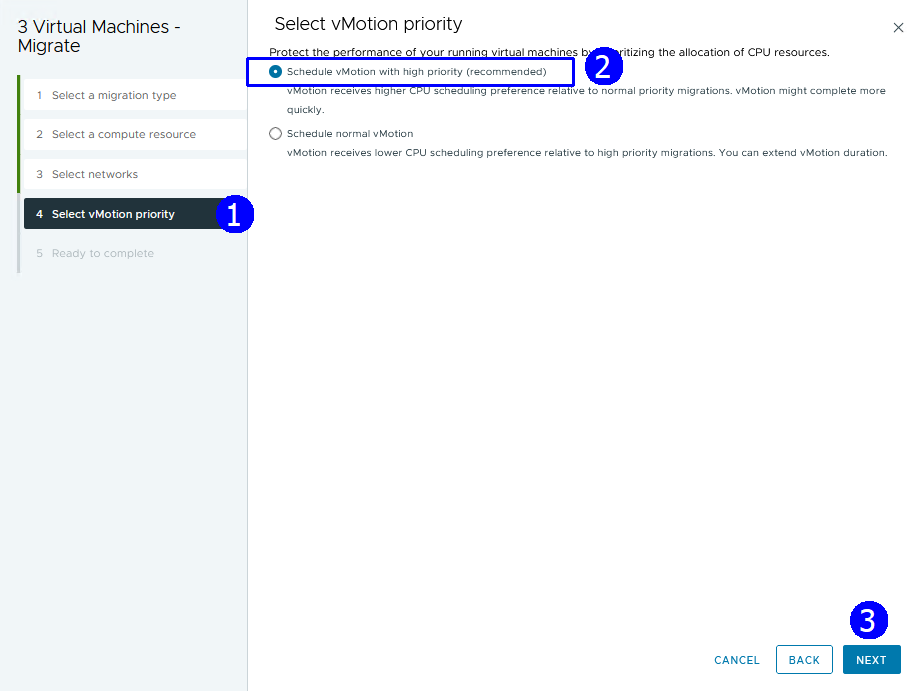 3 Virtual Machines -
Migrate
1 Select a migration type
2 Select a compute resource
3 Select networks
4 Select vMotion priority
1
5 Ready to complete
Select vMotion priority
Protect the performance of your running virtual machines by prioritizing the allocation of CPU resources.
Schedule vMotion with high priority (recommended)
2
vMotion receives higher CPU scheduling preference relative to normal priority migrations. vMotion might complete more
quickly.
Schedule normal vMotion
vMotion receives lower CPU scheduling preference relative to high priority migrations. You can extend vMotion duration.
3
CANCEL
BACK
NEXT